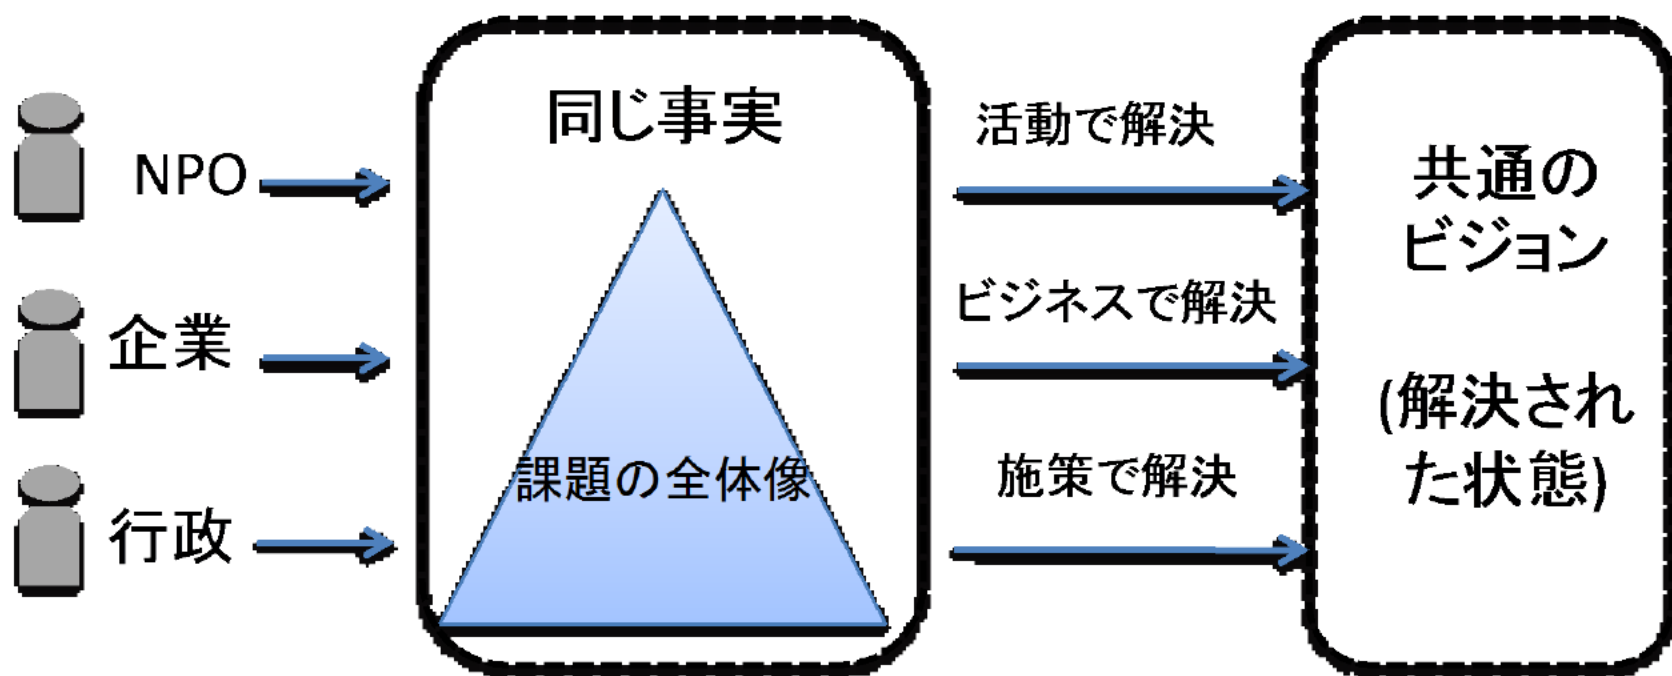 NPO
企業
行政
同じ事実
課題の全体像
活動で解決
ビジネスで解決
施策で解決
共通の
ビジョン
(解決され
た状態)